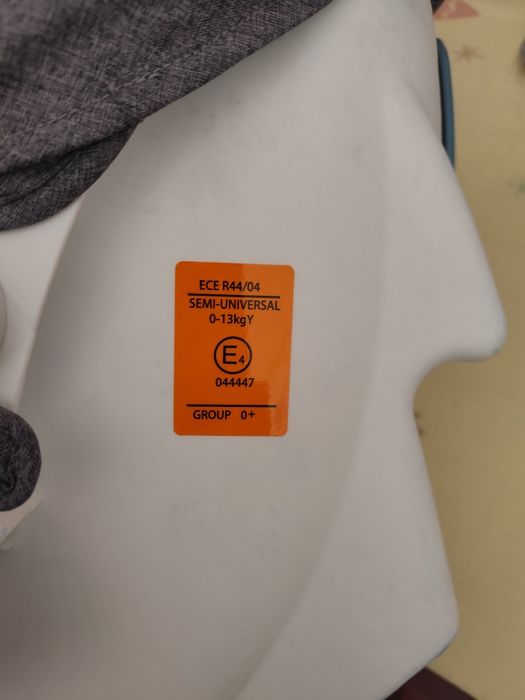 ECE R44/04
SEMI-UNIVERSAL
0-13kgY
E4
044447
GROUP 0+